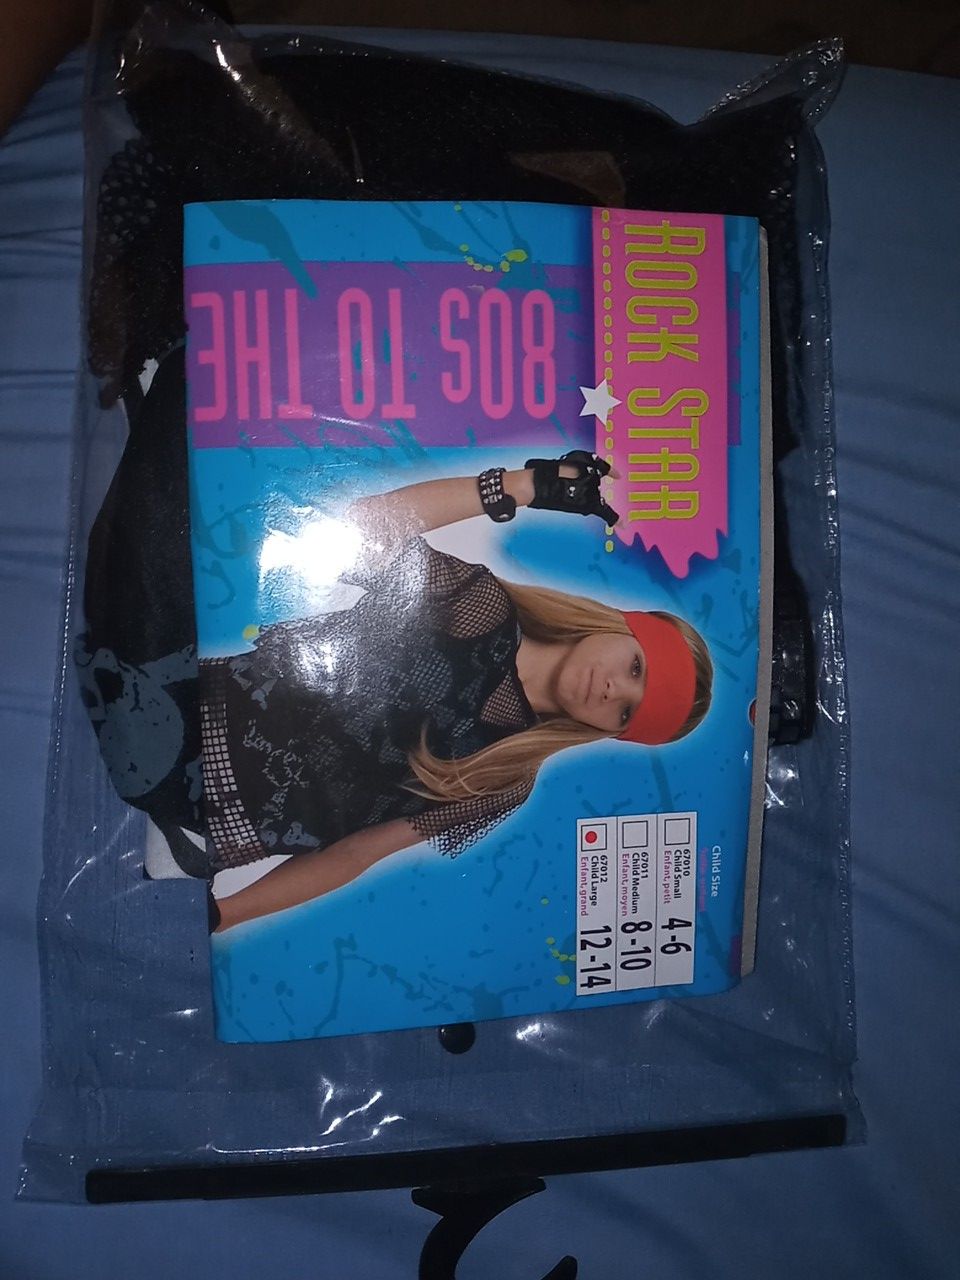 ROCK STAR
80s TO THE
Child Size
67010
Child Small
Enfant, petit
4-6
67011
Child Medium
Enfant, moyen
8-10
67012
Child Large
Enfant, grand
12-14